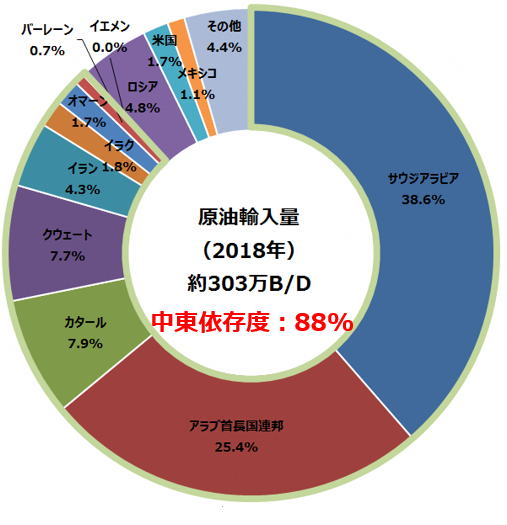 サウジアラビア
38.6%
アラブ首長国連邦
25.4%
カタール
7.9%
クウェート
7.7%
イラン
4.3%
イラク
1.8%
オマーン
1.7%
バーレーン
0.7%
イエメン
0.0%
ロシア
4.8%
米国
1.7%
メキシコ
1.1%
その他
4.4%
原油輸入量
（2018年）
約303万B/D
中東依存度：88%